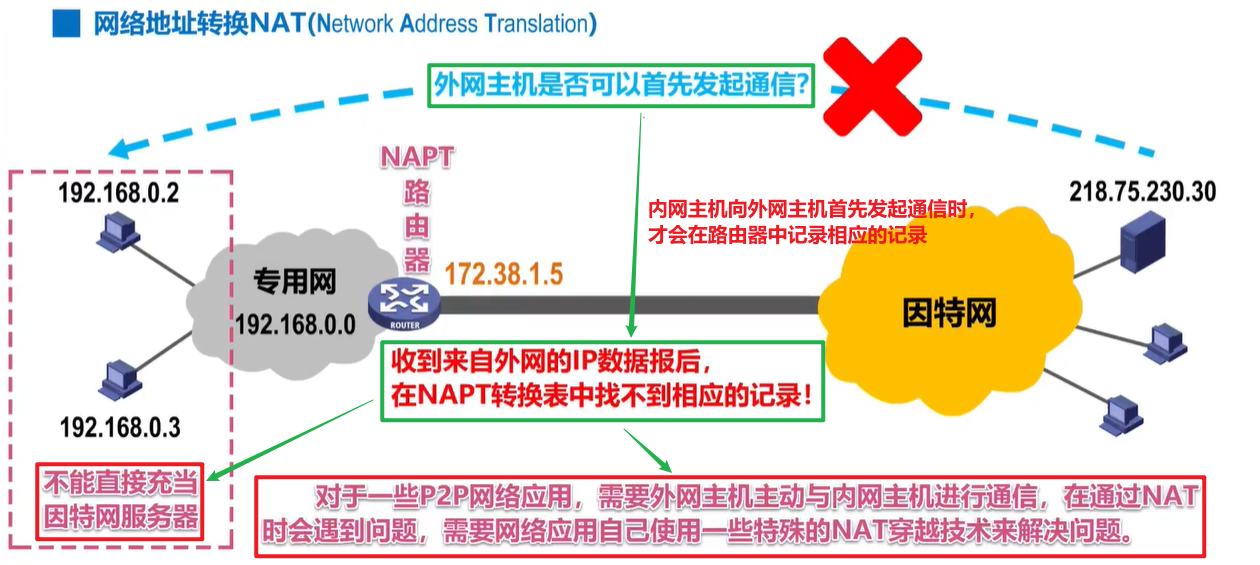 网络地址转换NAT(Network Address Translation)
外网主机是否可以首先发起通信?
NAPT
路
由
器
192.168.0.2
218.75.230.30
内网主机向外网主机首先发起通信时，
才会在路由器中记录相应的记录
172.38.1.5
专用网
192.168.0.0
ROUTER
因特网
收到来自外网的IP数据报后，
在NAPT转换表中找不到相应的记录！
192.168.0.3
不能直接充当
因特网服务器
对于一些P2P网络应用，需要外网主机主动与内网主机进行通信，在通过NAT
时会遇到问题，需要网络应用自己使用一些特殊的NAT穿越技术来解决问题。